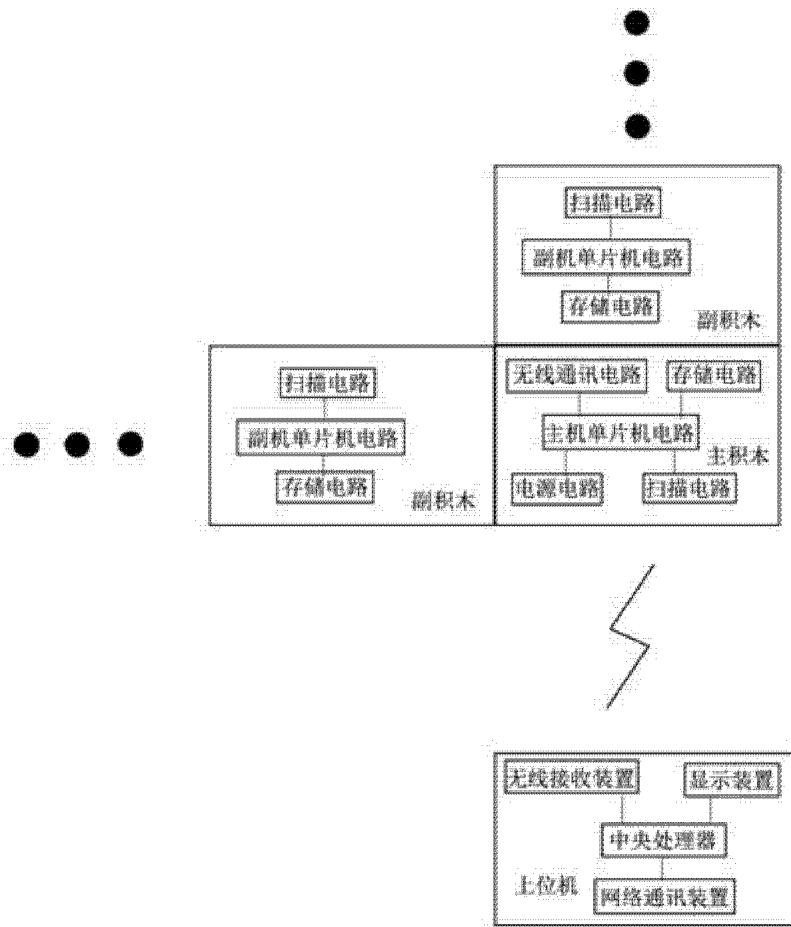 扫描电路
副机单片机电路
存储电路
副积木
扫描电路
副机单片机电路
存储电路
副积木
无线通讯电路
存储电路
主机单片机电路
主积木
电源电路
扫描电路
无线接收装置
显示装置
中央处理器
上位机
网络通讯装置